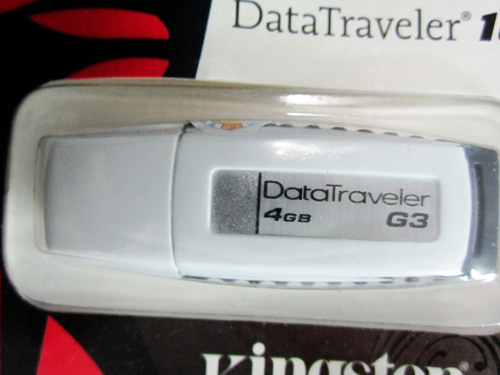 DataTraveler®
DataTraveler
4GB G3
Kingston